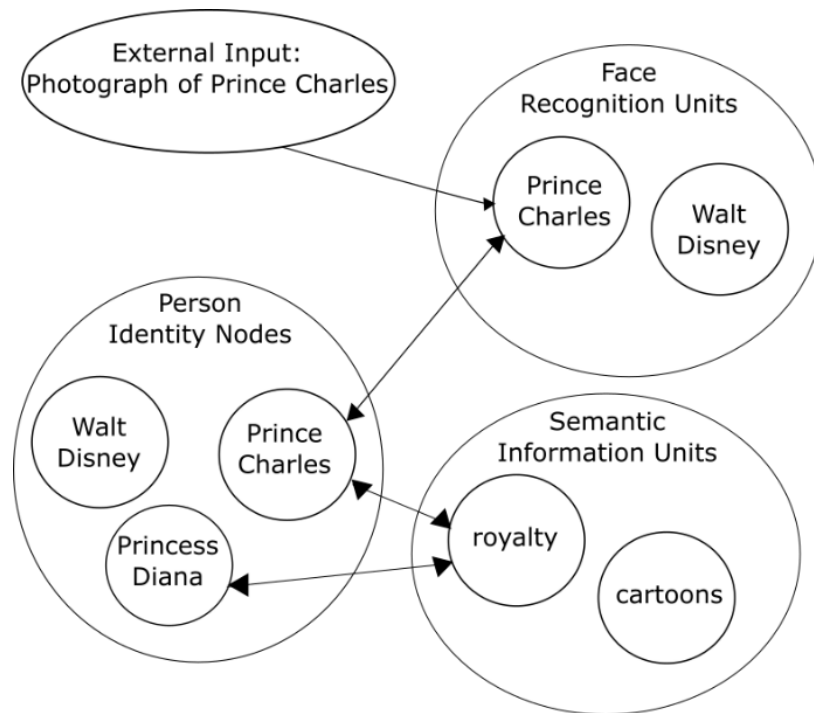 External Input:
Photograph of Prince Charles
Face
Recognition Units
Prince
Charles
Walt
Disney
Person
Identity Nodes
Walt
Disney
Prince
Charles
Princess
Diana
Semantic
Information Units
royalty
cartoons